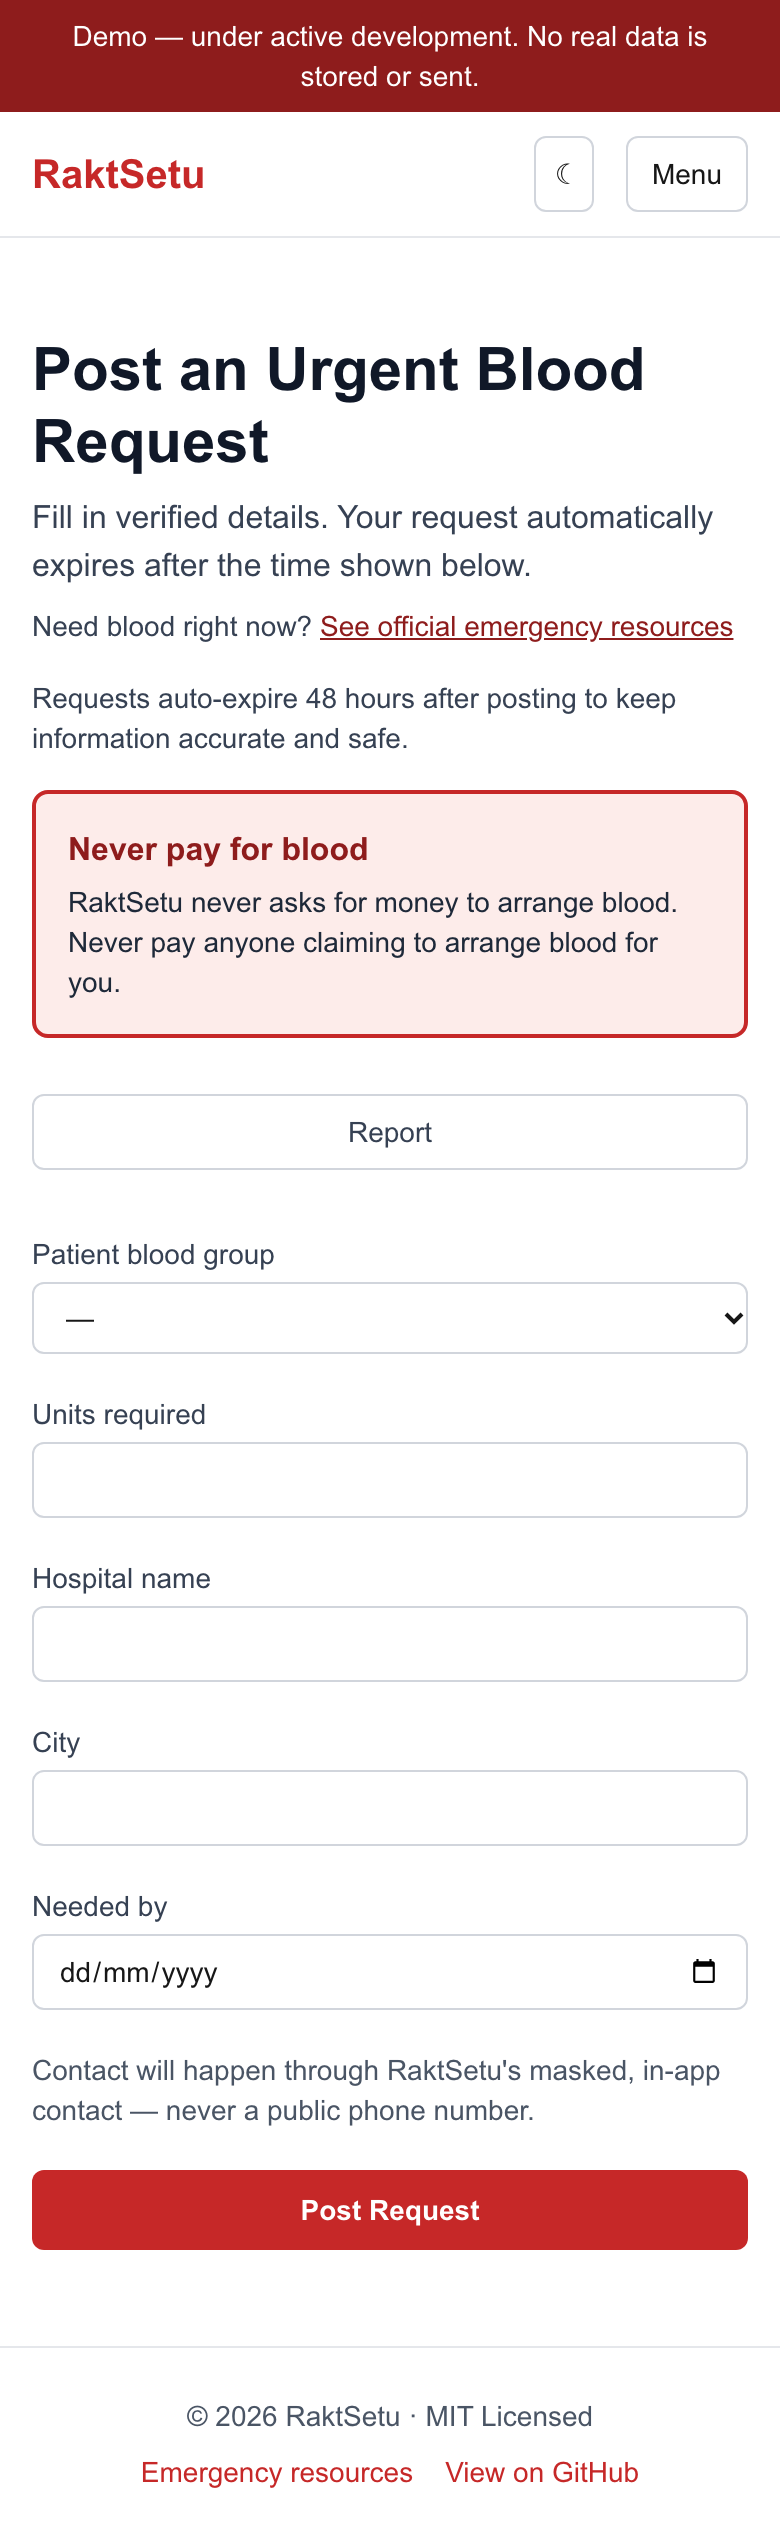 Demo — under active development. No real data is
stored or sent.
RaktSetu
☾
Menu
Post an Urgent Blood
Request
Fill in verified details. Your request automatically
expires after the time shown below.
Need blood right now? See official emergency resources
Requests auto-expire 48 hours after posting to keep
information accurate and safe.
Never pay for blood
RaktSetu never asks for money to arrange blood.
Never pay anyone claiming to arrange blood for
you.
Report
Patient blood group
—
Units required
Hospital name
City
Needed by
dd/mm/yyyy
Contact will happen through RaktSetu's masked, in-app
contact — never a public phone number.
Post Request
© 2026 RaktSetu · MIT Licensed
Emergency resources View on GitHub